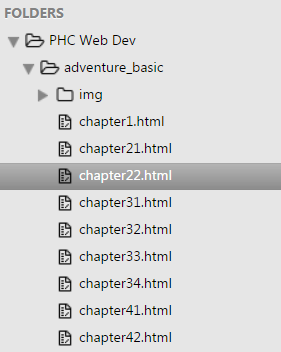 FOLDERS
PHC Web Dev
adventure_basic
img
chapter1.html
chapter21.html
chapter22.html
chapter31.html
chapter32.html
chapter33.html
chapter34.html
chapter41.html
chapter42.html